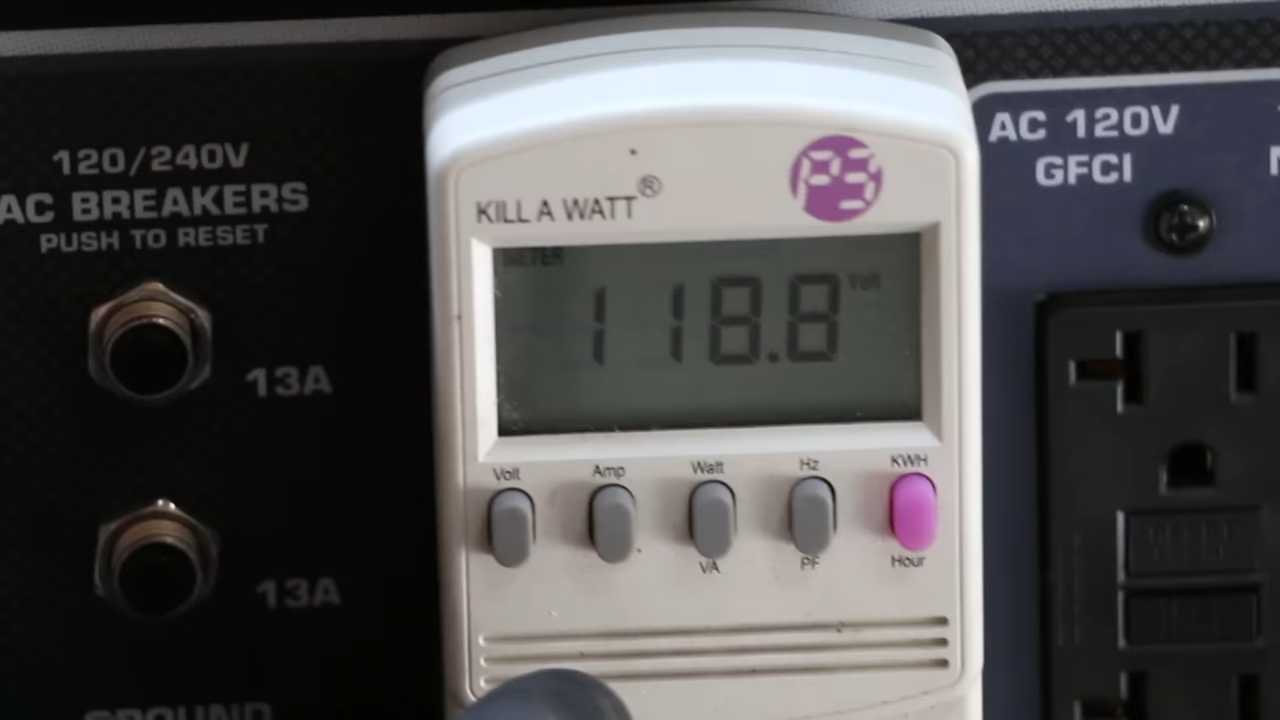 120/240V
AC BREAKERS
PUSH TO RESET
13A
13A
GROUND
KILL A WATT®
P3
METER
118.8 Volt
Volt Amp Watt Hz KWH
VA PF Hour
AC 120V
GFCI